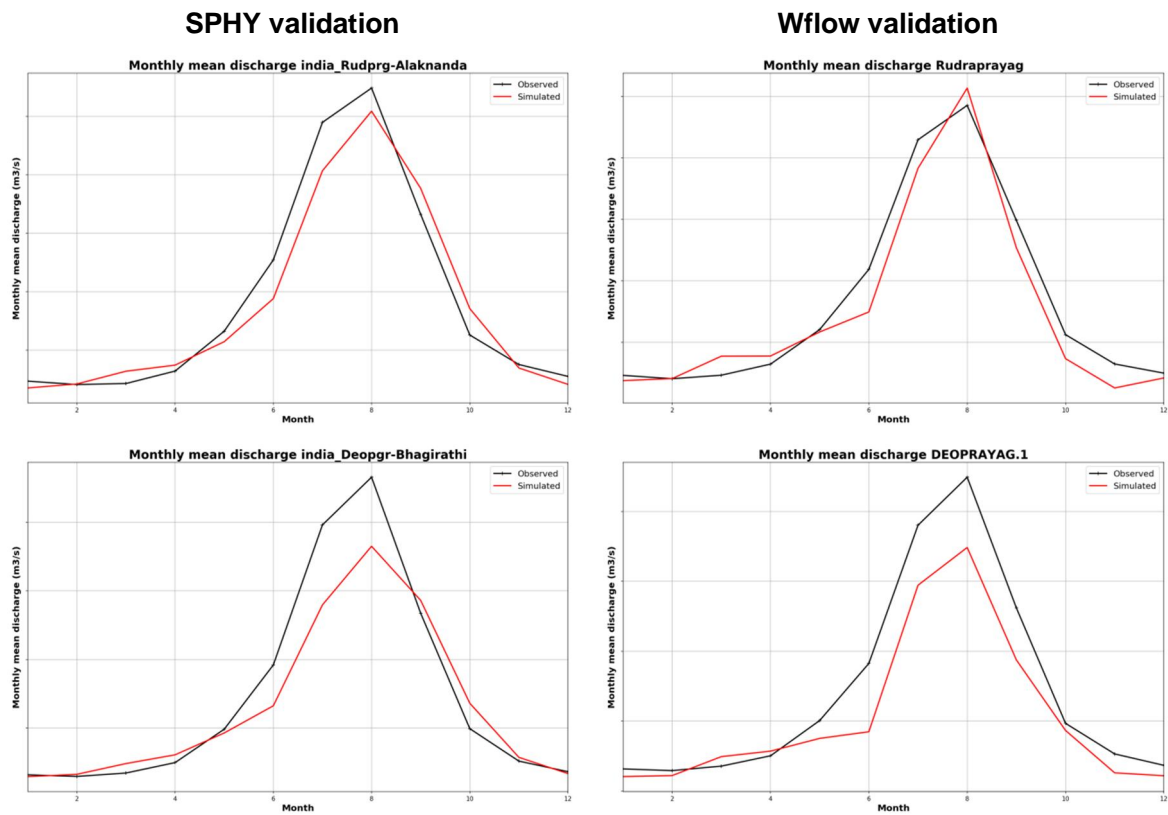 SPHY validation
Wflow validation
Monthly mean discharge india_Rudprg-Alaknanda
Observed
Simulated
Monthly mean discharge (m3/s)
2
4
6
8
10
12
Month
Monthly mean discharge Rudraprayag
Observed
Simulated
Monthly mean discharge (m3/s)
2
4
6
8
10
12
Month
Monthly mean discharge india_Deopgr-Bhagirathi
Observed
Simulated
Monthly mean discharge (m3/s)
2
4
6
8
10
12
Month
Monthly mean discharge DEOPRAYAG.1
Observed
Simulated
Monthly mean discharge (m3/s)
2
4
6
8
10
12
Month